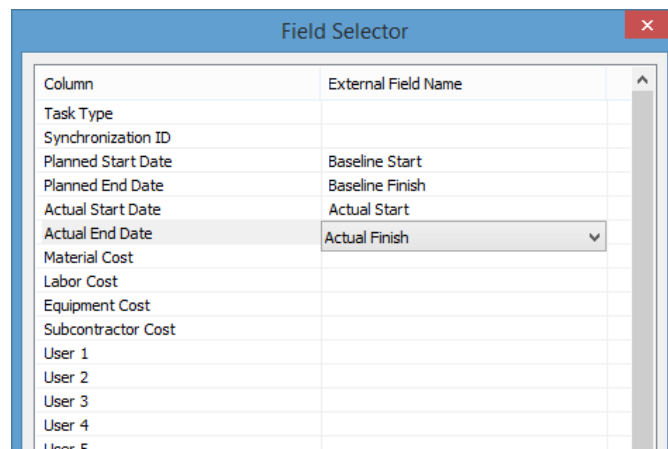 Field Selector
Column External Field Name
Task Type
Synchronization ID
Planned Start Date Baseline Start
Planned End Date Baseline Finish
Actual Start Date Actual Start
Actual End Date Actual Finish
Material Cost
Labor Cost
Equipment Cost
Subcontractor Cost
User 1
User 2
User 3
User 4
User 5